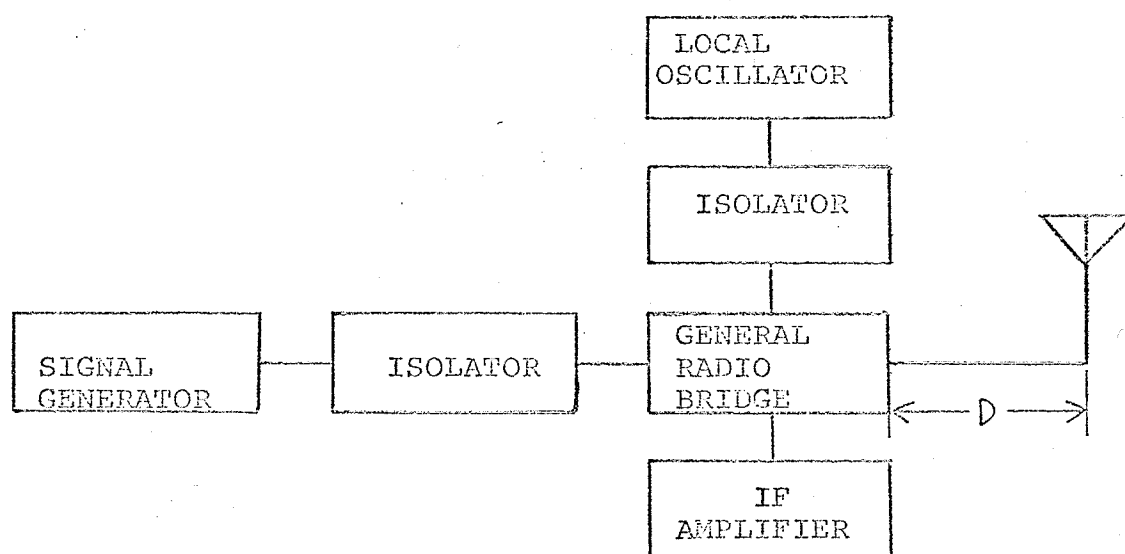 LOCAL
OSCILLATOR
ISOLATOR
SIGNAL
GENERATOR
ISOLATOR
GENERAL
RADIO
BRIDGE
D
IF
AMPLIFIER